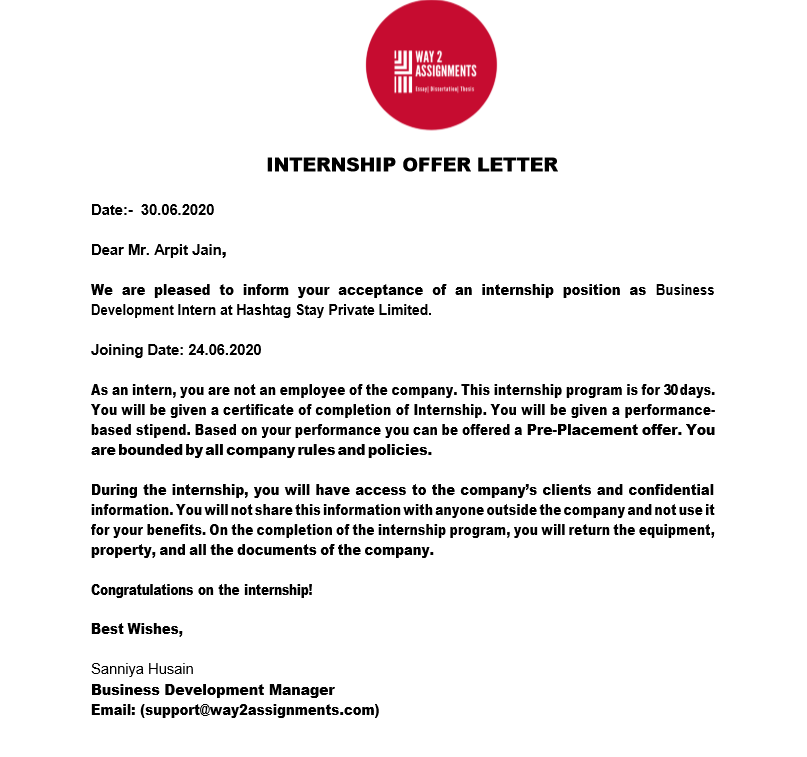 WAY 2
ASSIGNMENTS
Essay| Dissertation| Thesis
INTERNSHIP OFFER LETTER
Date:- 30.06.2020
Dear Mr. Arpit Jain,
We are pleased to inform your acceptance of an internship position as Business
Development Intern at Hashtag Stay Private Limited.
Joining Date: 24.06.2020
As an intern, you are not an employee of the company. This internship program is for 30 days.
You will be given a certificate of completion of Internship. You will be given a performance-
based stipend. Based on your performance you can be offered a Pre-Placement offer. You
are bounded by all company rules and policies.
During the internship, you will have access to the company’s clients and confidential
information. You will not share this information with anyone outside the company and not use it
for your benefits. On the completion of the internship program, you will return the equipment,
property, and all the documents of the company.
Congratulations on the internship!
Best Wishes,
Sanniya Husain
Business Development Manager
Email: (support@way2assignments.com)